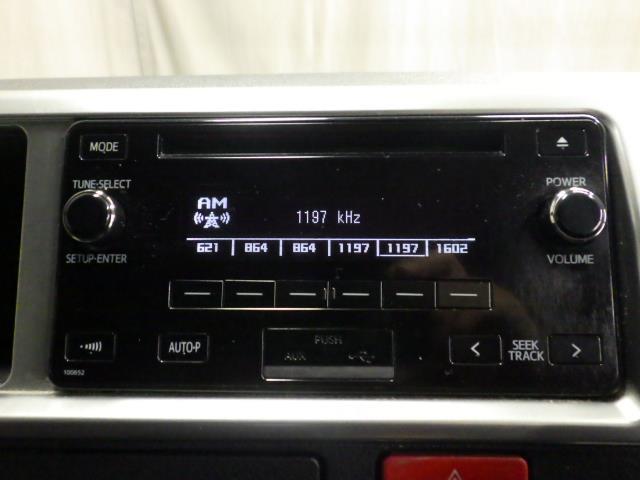 MODE
TUNE·SELECT
POWER
AM
1197 kHz
621 864 864 1197 1197 1602
SETUP·ENTER
VOLUME
AUTO·P
PUSH
AUX
< SEEK TRACK >
100652